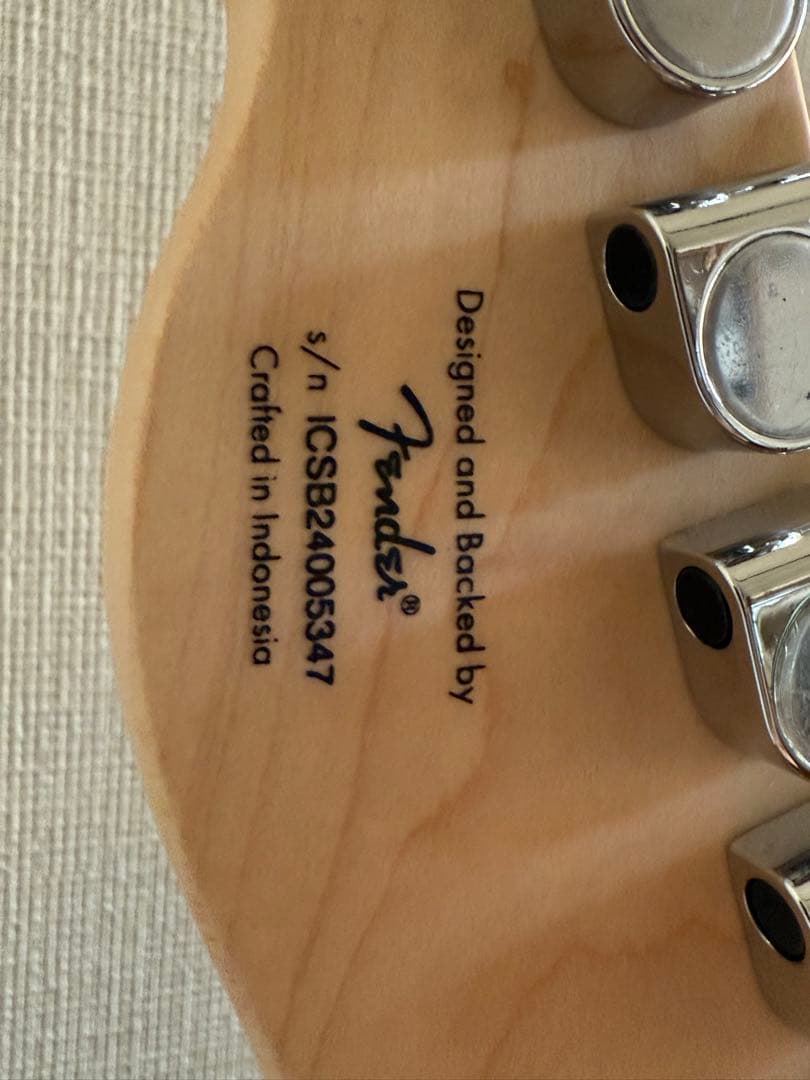 Designed and Backed by
Fender®
s/n ICSB24005347
Crafted in Indonesia